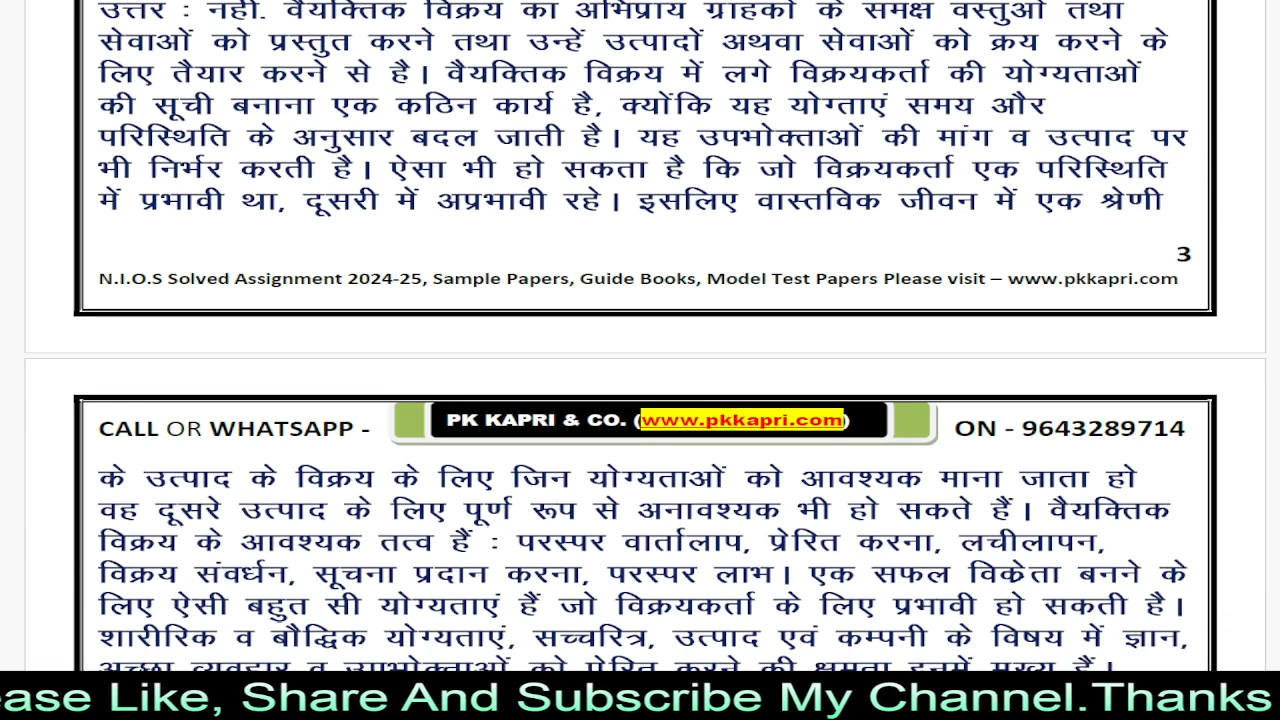 उत्तर : नहीं. वैयक्तिक विक्रय का अभिप्राय ग्राहकों के समक्ष वस्तुओं तथा
सेवाओं को प्रस्तुत करने तथा उन्हें उत्पादों अथवा सेवाओं को क्रय करने के
लिए तैयार करने से है। वैयक्तिक विक्रय में लगे विक्रयकर्ता की योग्यताओं
की सूची बनाना एक कठिन कार्य है, क्योंकि यह योग्ताएं समय और
परिस्थिति के अनुसार बदल जाती है। यह उपभोक्ताओं की मांग व उत्पाद पर
भी निर्भर करती है। ऐसा भी हो सकता है कि जो विक्रयकर्ता एक परिस्थिति
में प्रभावी था, दूसरी में अप्रभावी रहे। इसलिए वास्तविक जीवन में एक श्रेणी
3
N.I.O.S Solved Assignment 2024-25, Sample Papers, Guide Books, Model Test Papers Please visit – www.pkkapri.com
CALL OR WHATSAPP - PK KAPRI & CO. (www.pkkapri.com) ON - 9643289714
के उत्पाद के विक्रय के लिए जिन योग्यताओं को आवश्यक माना जाता हो
वह दूसरे उत्पाद के लिए पूर्ण रूप से अनावश्यक भी हो सकते हैं। वैयक्तिक
विक्रय के आवश्यक तत्व हैं : परस्पर वार्तालाप, प्रेरित करना, लचीलापन,
विक्रय संवर्धन, सूचना प्रदान करना, परस्पर लाभ। एक सफल विक्रेता बनने के
लिए ऐसी बहुत सी योग्यताएं हैं जो विक्रयकर्ता के लिए प्रभावी हो सकती है।
शारीरिक व बौद्धिक योग्यताएं, सच्चरित्र, उत्पाद एवं कम्पनी के विषय में ज्ञान,
अच्छा व्यवहार व उपभोक्ताओं को प्रेरित करने की क्षमता इनमें मुख्य हैं।
ease Like, Share And Subscribe My Channel.Thanks